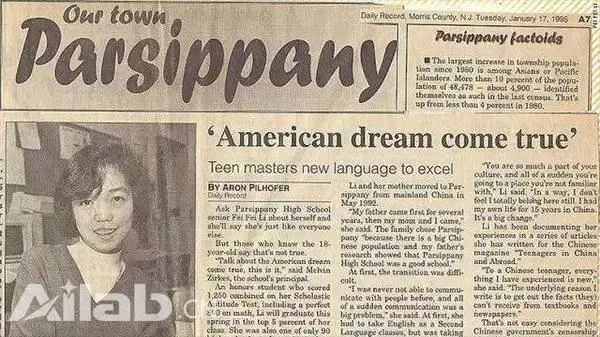 Our town
Parsippany
Daily Record, Morris County, N.J. Tuesday, January 17, 1995 A7
Parsippany factoids
■ The largest increase in township popula-
tion since 1980 is among Asians or Pacific
Islanders. More than 10 percent of the popu-
lation of 48,478 — about 4,900 — identified
themselves as such in the last census. That's
up from less than 4 percent in 1980.
'American dream come true'
Teen masters new language to excel
BY ARON PILHOFER
Daily Record
Ask Parsippany High School
senior Fei Fei Li about herself and
she'll say she's just like everyone
else.
But those who know the 18-
year-old say that's not true.
"Talk about the American dream
come true, this is it," said Melvin
Zirkes, the school's principal.
An honors student who scored
1,250 combined on her Scholastic
Aptitude Test, including a perfect
00 on math, Li will graduate this
spring in the top 5 percent of class.
She was also one of only 90
Li and her mother moved to Par-
sippany from mainland China in
May 1992.
"My father came first for several
years, then my mom and I came,"
she said. The family chose Parsip-
pany "because there is a big Chi-
nese population and my father's
research showed that Parsippany
High School was a good school."
At first, the transition was diffi-
cult.
"I was never not able to commu-
nicate with people before, and all
of a sudden communication was a
big problem," she said. At first, she
had to take English as a Second
Language classes, but was taking
"You are so much a part of your
culture, and all of a sudden you're
going to a place you're not familiar
with," Li said. "In a way, I don't
feel I totally belong here still. I had
my own life for 15 years in China.
It's a big change."
Li has been documenting her
experiences in a series of articles
she has written for the Chinese
magazine "Teenagers in China
and Abroad."
"To a Chinese teenager, every-
thing I have experienced is new,"
she said. "The underlying reason I
write is to get out the facts (they)
can't receive from textbooks and
newspapers."
That's not easy considering the
Chinese government's censorship